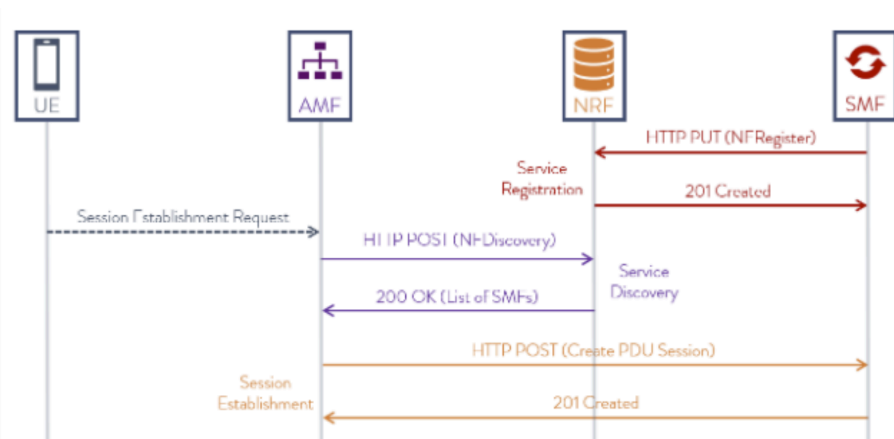 UE
AMF
NRF
SMF
HTTP PUT (NFRegister)
Service
Registration
201 Created
Session Establishment Request
HTTP POST (NFDiscovery)
Service
Discovery
200 OK (List of SMFs)
HTTP POST (Create PDU Session)
Session
Establishment
201 Created